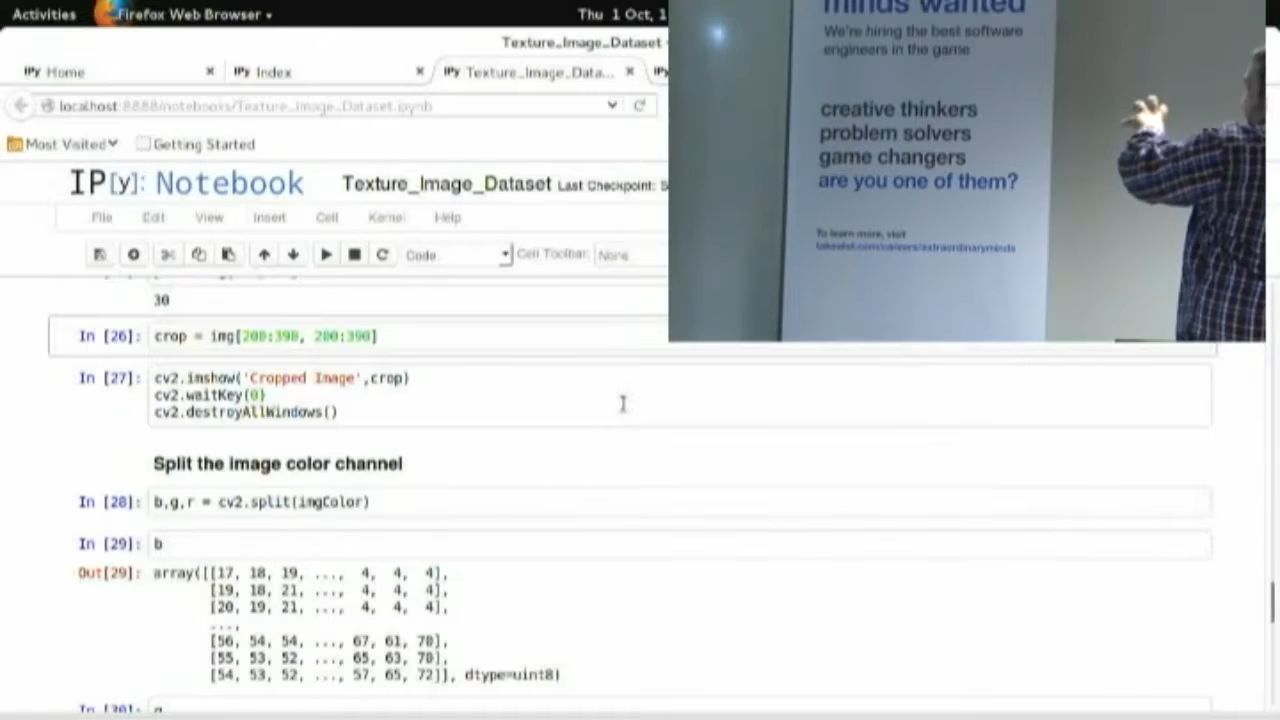 Activities
Firefox Web Browser
Thu 1 Oct, 1
Texture_Image_Dataset
IPy Home
IPy Index
IPy Texture_Image_Data...
IPy
localhost:8888/notebooks/Texture_Image_Dataset.ipynb
Most Visited
Getting Started
IP[y]: Notebook
Texture_Image_Dataset Last Checkpoint: S
File Edit View Insert Cell Kernel Help
Code
Cell Toolbar: None
minds wanted
We're hiring the best software
engineers in the game
creative thinkers
problem solvers
game changers
are you one of them?
To learn more, visit
30
In [26]: crop = img[200:390, 200:390]
In [27]: cv2.imshow('Cropped Image',crop)
cv2.waitKey(0)
cv2.destroyAllWindows()
Split the image color channel
In [28]: b,g,r = cv2.split(imgColor)
In [29]: b
Out[29]: array([[17, 18, 19, ..., 4, 4, 4],
[19, 18, 21, ..., 4, 4, 4],
[20, 19, 21, ..., 4, 4, 4],
...,
[56, 54, 54, ..., 67, 61, 70],
[55, 53, 52, ..., 65, 63, 70],
[54, 53, 52, ..., 57, 65, 72]], dtype=uint8)
In [30]: g